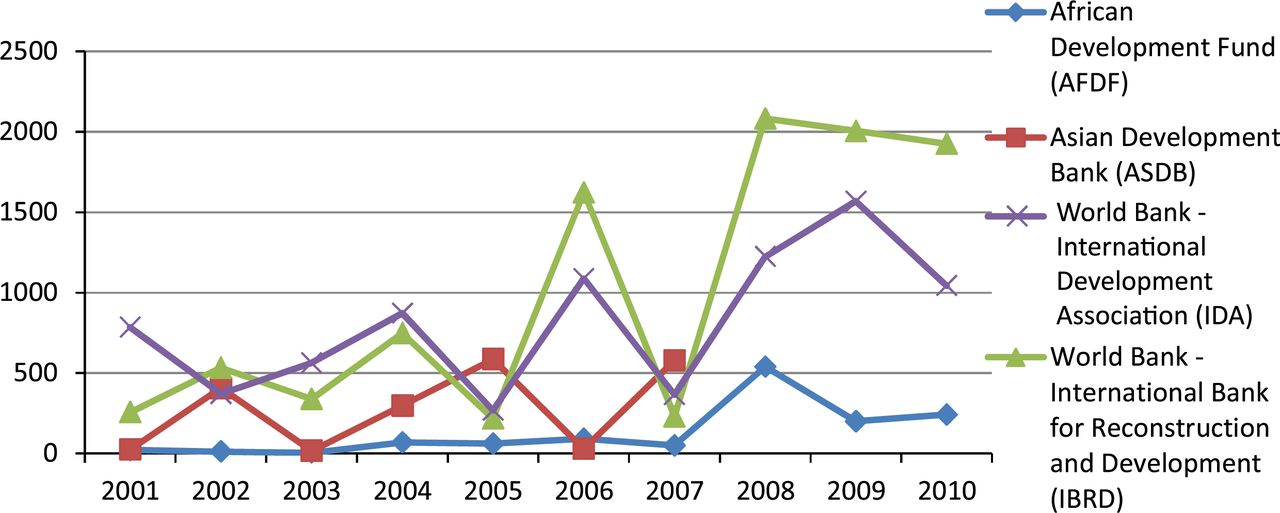 2500
2000
1500
1000
500
0
2001 2002 2003 2004 2005 2006 2007 2008 2009 2010
African
Development Fund
(AFDF)
Asian Development
Bank (ASDB)
World Bank -
International
Development
Association (IDA)
World Bank -
International Bank
for Reconstruction
and Development
(IBRD)